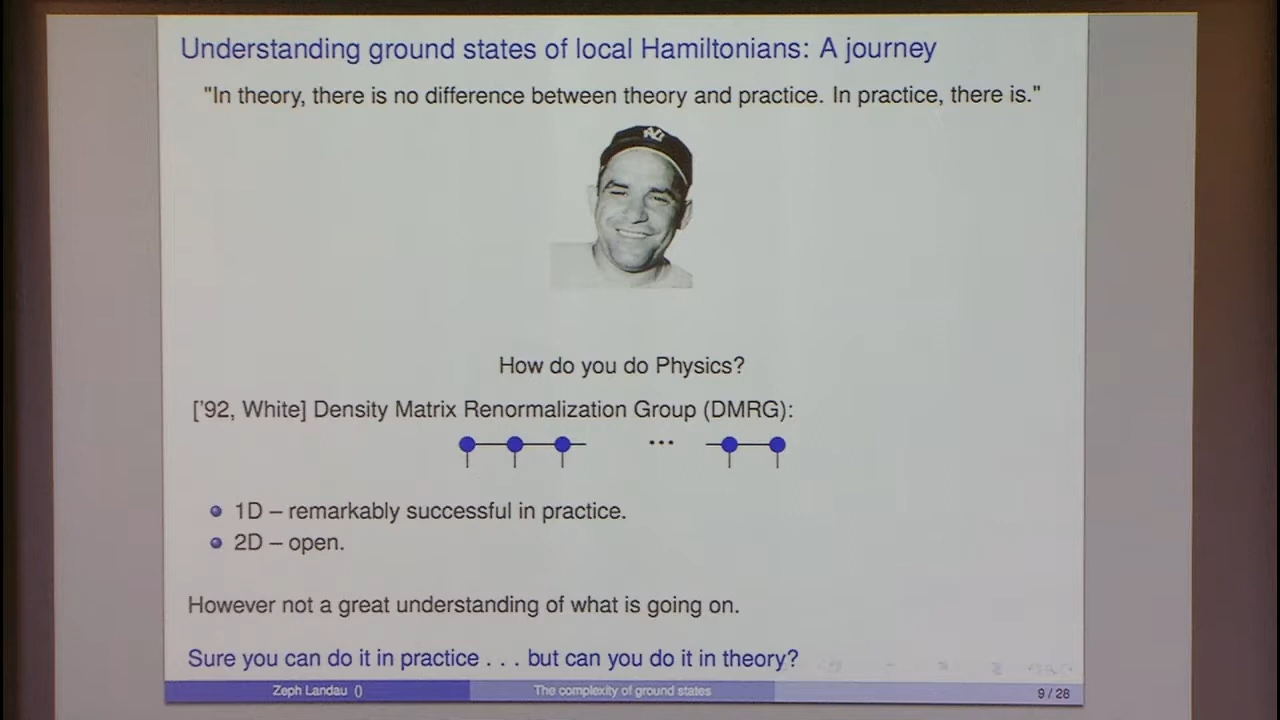 Understanding ground states of local Hamiltonians: A journey
"In theory, there is no difference between theory and practice. In practice, there is."
NY
How do you do Physics?
['92, White] Density Matrix Renormalization Group (DMRG):
...
1D – remarkably successful in practice.
2D – open.
However not a great understanding of what is going on.
Sure you can do it in practice . . . but can you do it in theory?
Zeph Landau () The complexity of ground states 9 / 28